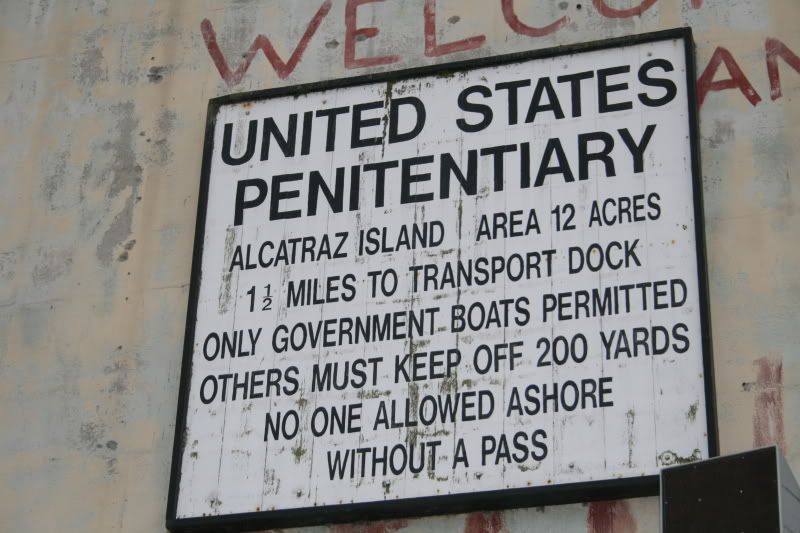 WELCO
UNITED STATES
PENITENTIARY
ALCATRAZ ISLAND AREA 12 ACRES
1½ MILES TO TRANSPORT DOCK
ONLY GOVERNMENT BOATS PERMITTED
OTHERS MUST KEEP OFF 200 YARDS
NO ONE ALLOWED ASHORE
WITHOUT A PASS